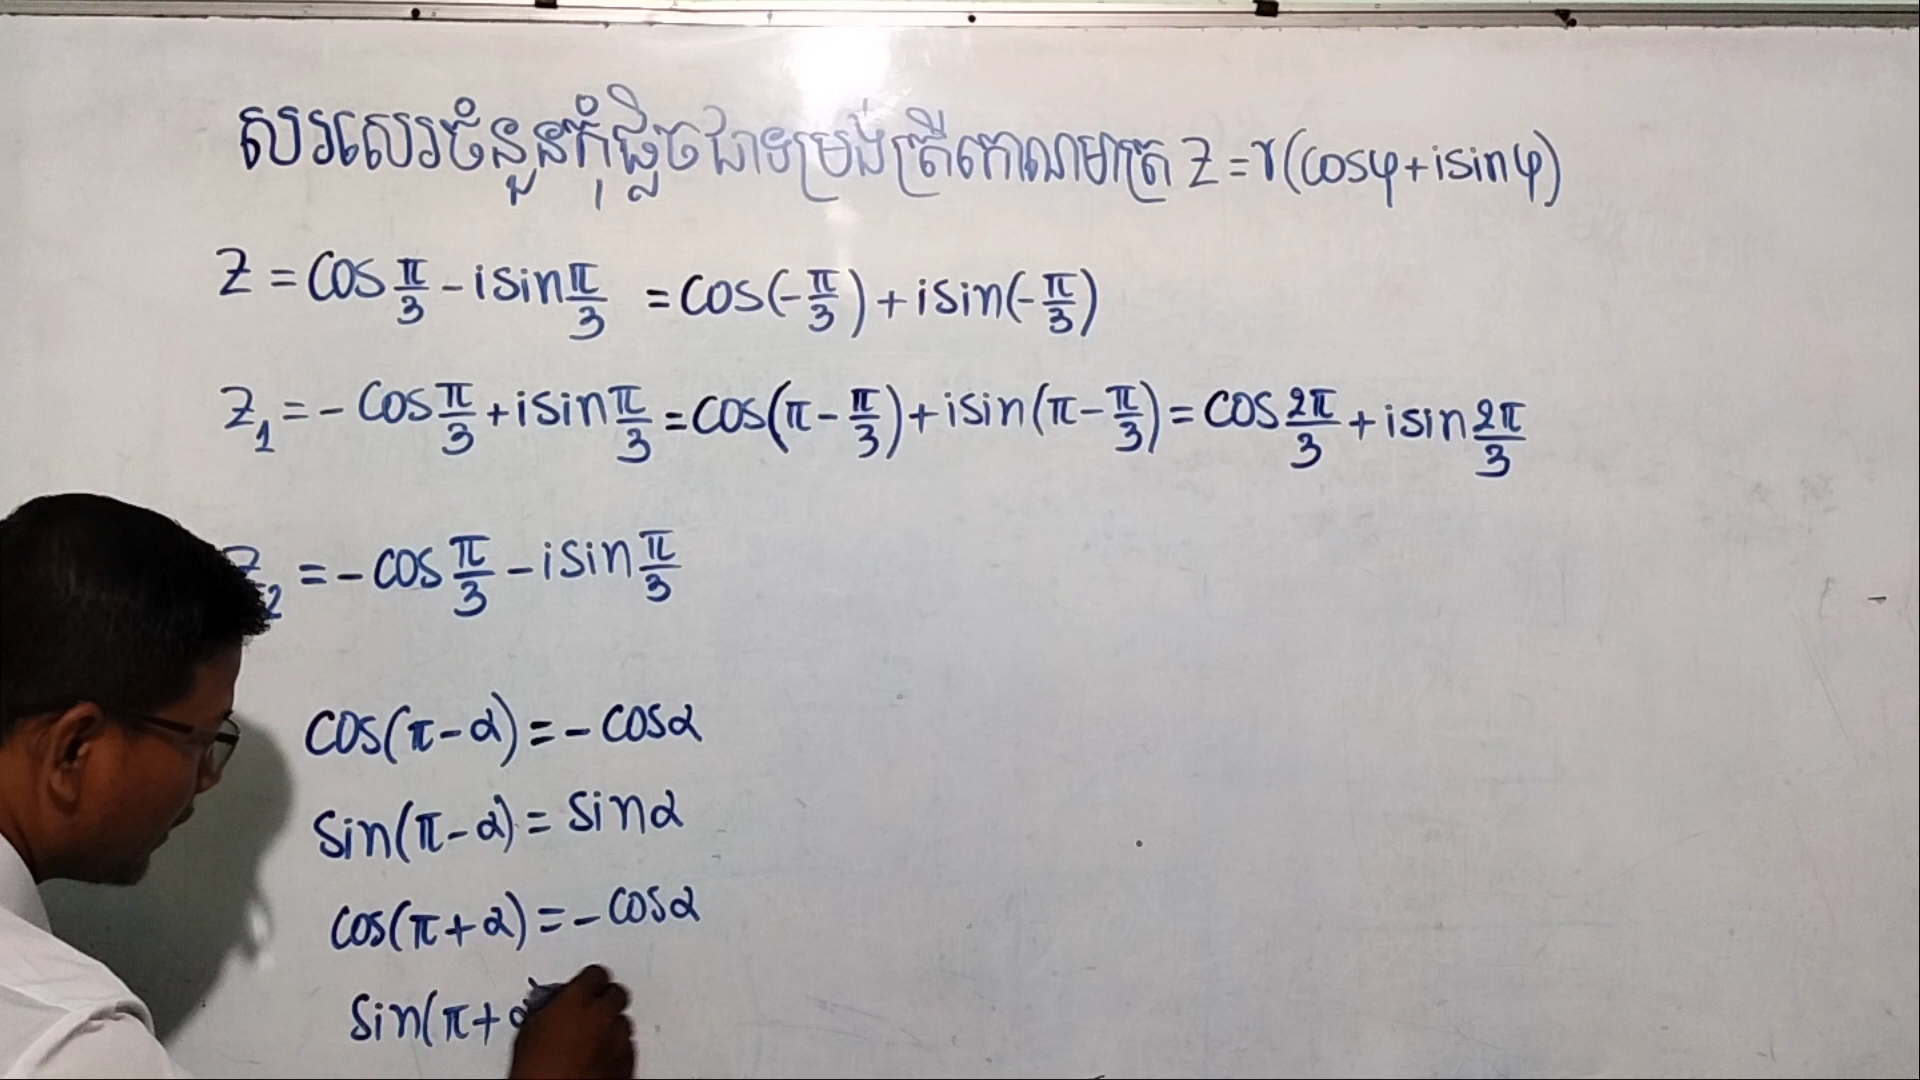 សរសេរចំនួនកុំផ្លិចជាទម្រង់ត្រីកោណមាត្រ Z = r(cosφ+isinφ)
Z = cos π/3 - isin π/3 = cos(-π/3) + isin(-π/3)
Z₁ = - cos π/3 + isin π/3 = cos(π - π/3) + isin(π - π/3) = cos 2π/3 + isin 2π/3
Z₂ = - cos π/3 - isin π/3
cos(π-α) = - cosα
sin(π-α) = sinα
cos(π+α) = - cosα
sin(π+α